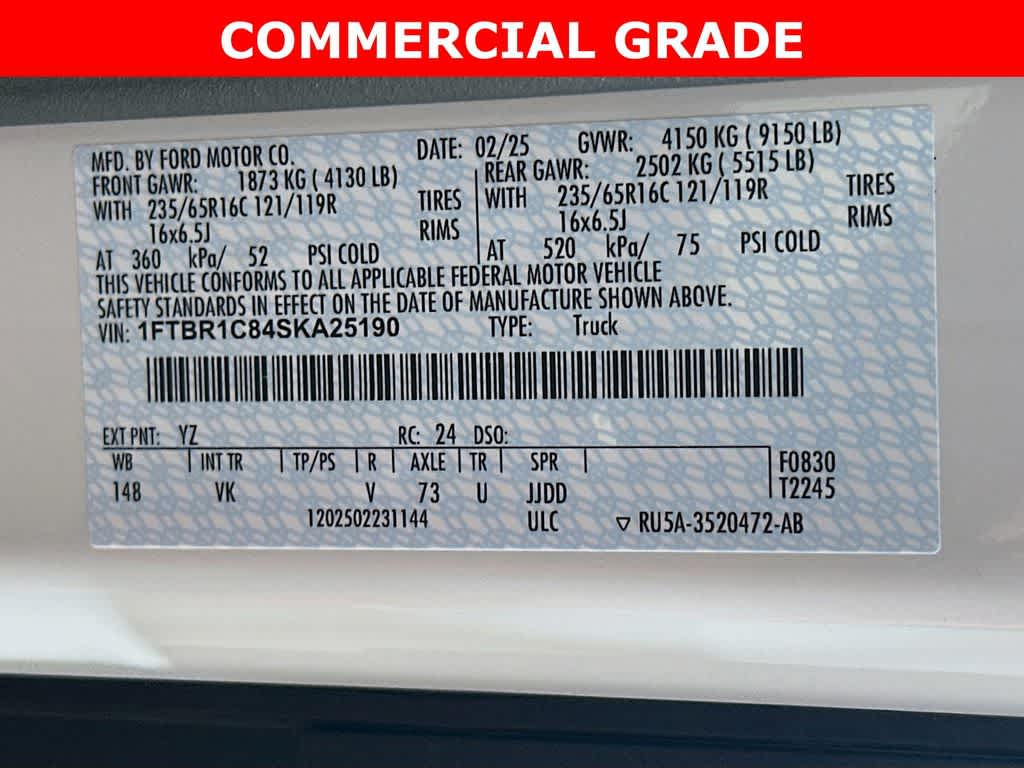 COMMERCIAL GRADE
MFD. BY FORD MOTOR CO. DATE: 02/25 GVWR: 4150 KG ( 9150 LB)
FRONT GAWR: 1873 KG ( 4130 LB) REAR GAWR: 2502 KG ( 5515 LB)
WITH 235/65R16C 121/119R TIRES WITH 235/65R16C 121/119R TIRES
16x6.5J RIMS 16x6.5J RIMS
AT 360 kPa/ 52 PSI COLD AT 520 kPa/ 75 PSI COLD
THIS VEHICLE CONFORMS TO ALL APPLICABLE FEDERAL MOTOR VEHICLE
SAFETY STANDARDS IN EFFECT ON THE DATE OF MANUFACTURE SHOWN ABOVE.
VIN: 1FTBR1C84SKA25190 TYPE: Truck
EXT PNT: YZ RC: 24 DSO:
WB INT TR TP/PS R AXLE TR SPR F0830
148 VK V 73 U JJDD T2245
1202502231144 ULC ▽ RU5A-3520472-AB